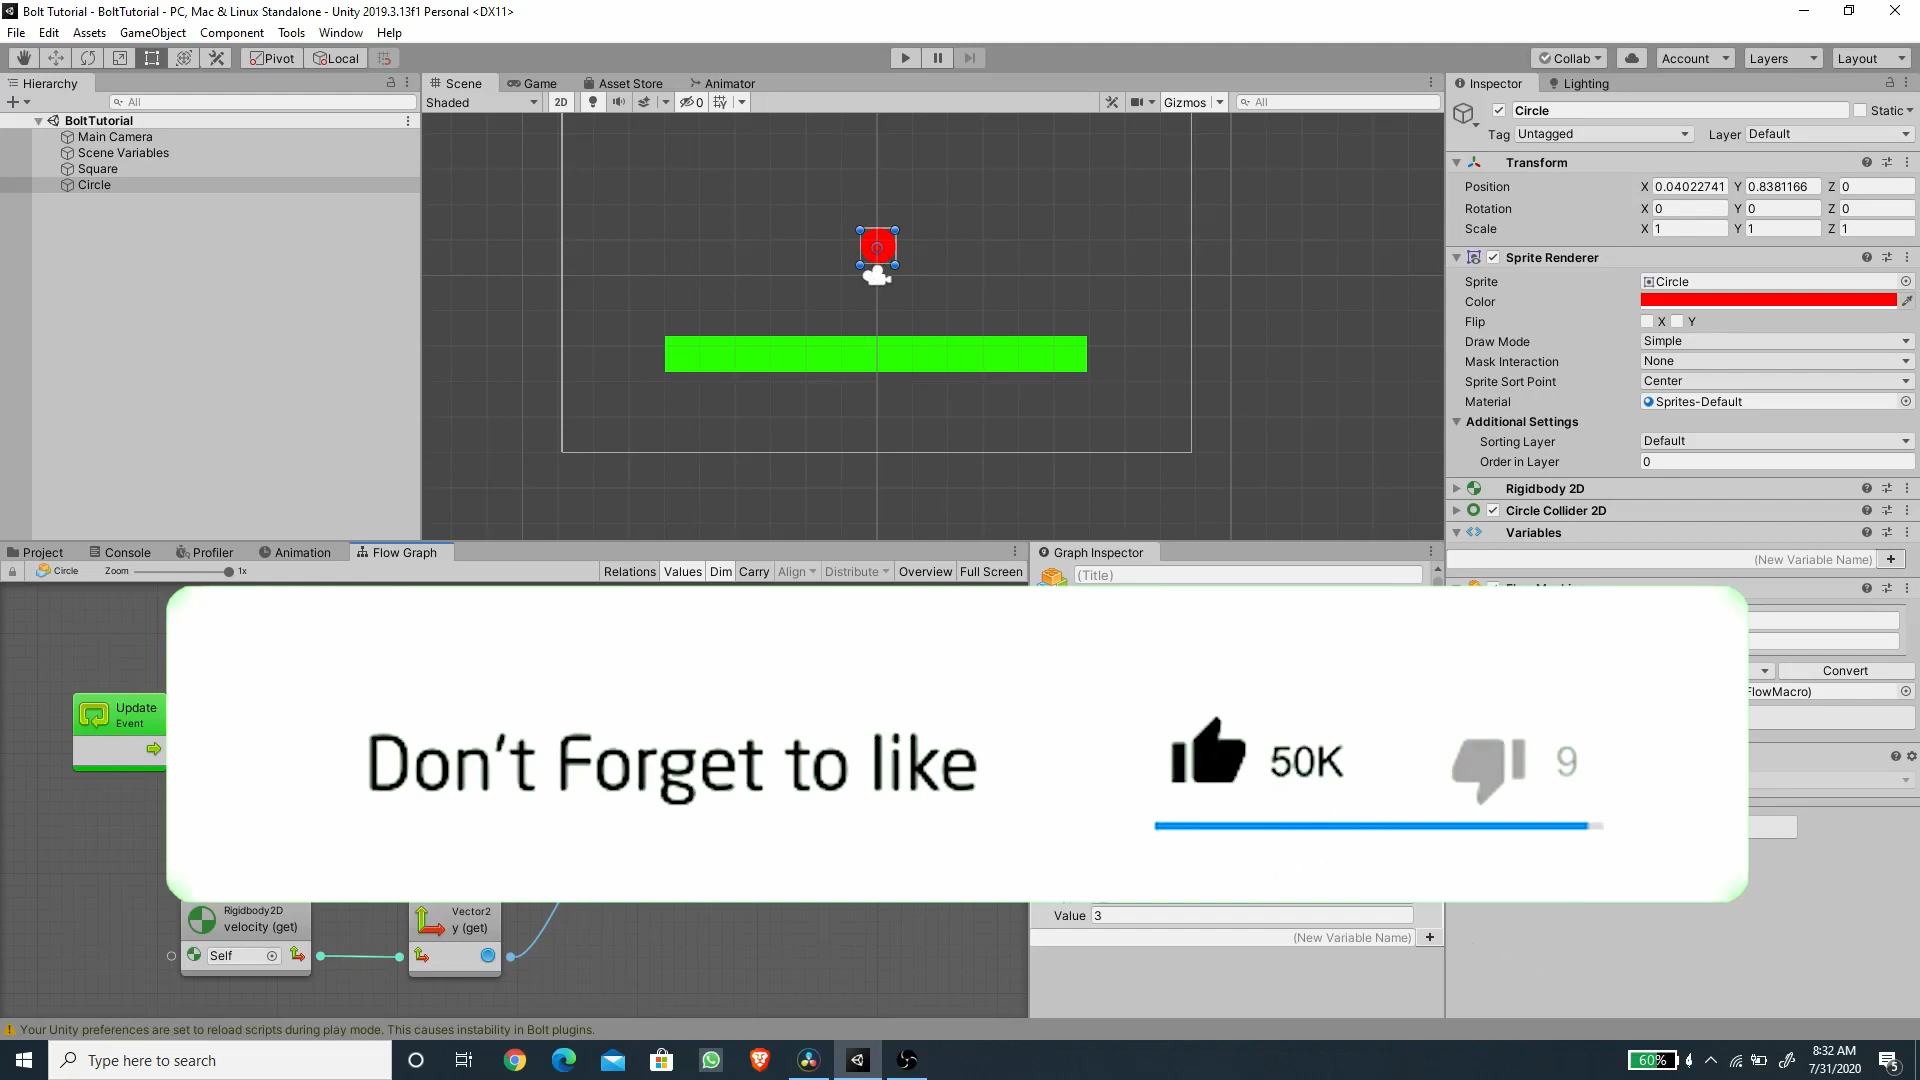 Bolt Tutorial - BoltTutorial - PC, Mac & Linux Standalone - Unity 2019.3.13f1 Personal <DX11>
File Edit Assets GameObject Component Tools Window Help
Pivot Local Collab Account Layers Layout
Hierarchy
All
BoltTutorial
Main Camera
Scene Variables
Square
Circle
Scene Game Asset Store Animator
Shaded 2D 0 Gizmos All
Inspector Lighting
Circle Static
Tag Untagged Layer Default
Transform
Position X 0.04022741 Y 0.8381166 Z 0
Rotation X 0 Y 0 Z 0
Scale X 1 Y 1 Z 1
Sprite Renderer
Sprite Circle
Color
Flip X Y
Draw Mode Simple
Mask Interaction None
Sprite Sort Point Center
Material Sprites-Default
Additional Settings
Sorting Layer Default
Order in Layer 0
Rigidbody 2D
Circle Collider 2D
Variables
(New Variable Name)
Convert
FlowMacro)
Project Console Profiler Animation Flow Graph
Circle Zoom 1x Relations Values Dim Carry Align Distribute Overview Full Screen
Graph Inspector
(Title)
Update
Event
Don't Forget to like 50K 9
Rigidbody2D
velocity (get)
Self
Vector2
y (get)
Value 3
(New Variable Name)
Your Unity preferences are set to reload scripts during play mode. This causes instability in Bolt plugins.
Type here to search
60%
8:32 AM
7/31/2020
5